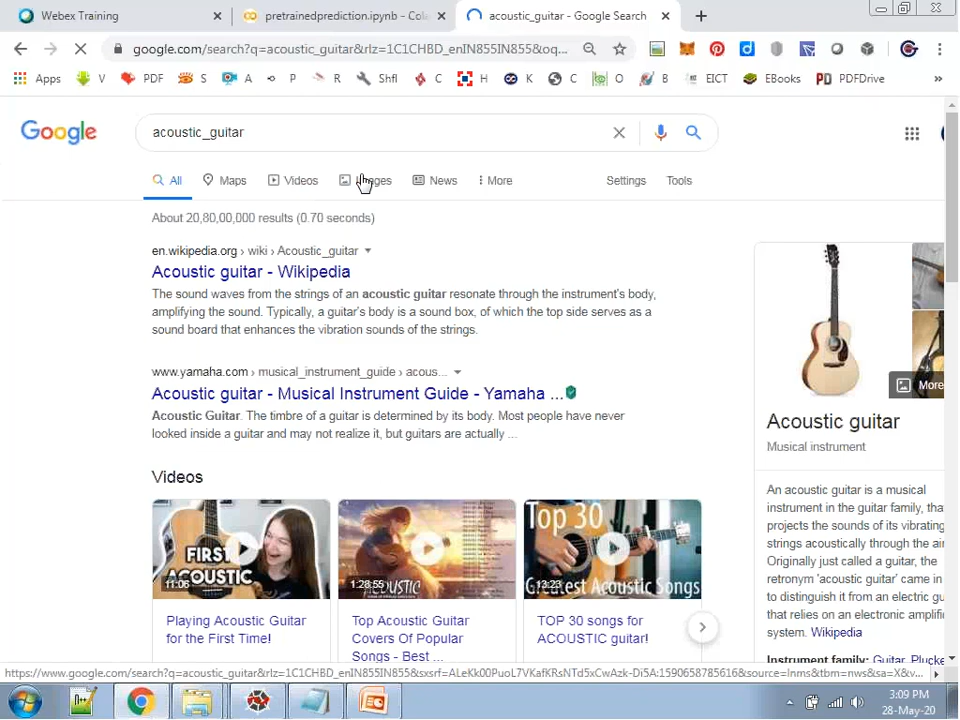 Webex Training
pretrainedprediction.ipynb - Col
acoustic_guitar - Google Search
google.com/search?q=acoustic_guitar&rlz=1C1CHBD_enIN855IN855&oq...
Apps V PDF S A P R Shfl C H K C O B EICT EBooks PDFDrive »
Google
acoustic_guitar
All Maps Videos Images News More Settings Tools
About 20,80,00,000 results (0.70 seconds)
en.wikipedia.org › wiki › Acoustic_guitar
Acoustic guitar - Wikipedia
The sound waves from the strings of an acoustic guitar resonate through the instrument's body,
amplifying the sound. Typically, a guitar's body is a sound box, of which the top side serves as a
sound board that enhances the vibration sounds of the strings.
www.yamaha.com › musical_instrument_guide › acous...
Acoustic guitar - Musical Instrument Guide - Yamaha ...
Acoustic Guitar. The timbre of a guitar is determined by its body. Most people have never
looked inside a guitar and may not realize it, but guitars are actually ...
Videos
FIRST
ACOUSTIC
11:06
ACOUSTIC
1:28:55
Top 30
Greatest Acoustic Songs
13:23
Playing Acoustic Guitar
for the First Time!
Top Acoustic Guitar
Covers Of Popular
Songs - Best ...
TOP 30 songs for
ACOUSTIC guitar!
More
Acoustic guitar
Musical instrument
An acoustic guitar is a musical
instrument in the guitar family, tha
projects the sounds of its vibrating
strings acoustically through the air
Originally just called a guitar, the
retronym 'acoustic guitar' came in
to distinguish it from an electric gu
that relies on an electronic amplifi
system. Wikipedia
Instrument family: Guitar, Plucke
https://www.google.com/search?q=acoustic_guitar&rlz=1C1CHBD_enIN855IN855&sxsrf=ALeKk00PuoL7VKafKRsNTd5xCwAzk-Di5A:1590658785216&source=lnms&tbm=nws&sa=X&v...
3:09 PM
28-May-20